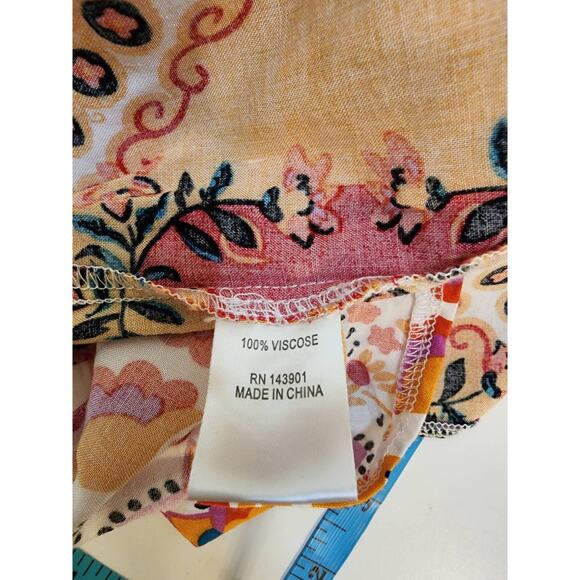 100% VISCOSE
RN 143901
MADE IN CHINA